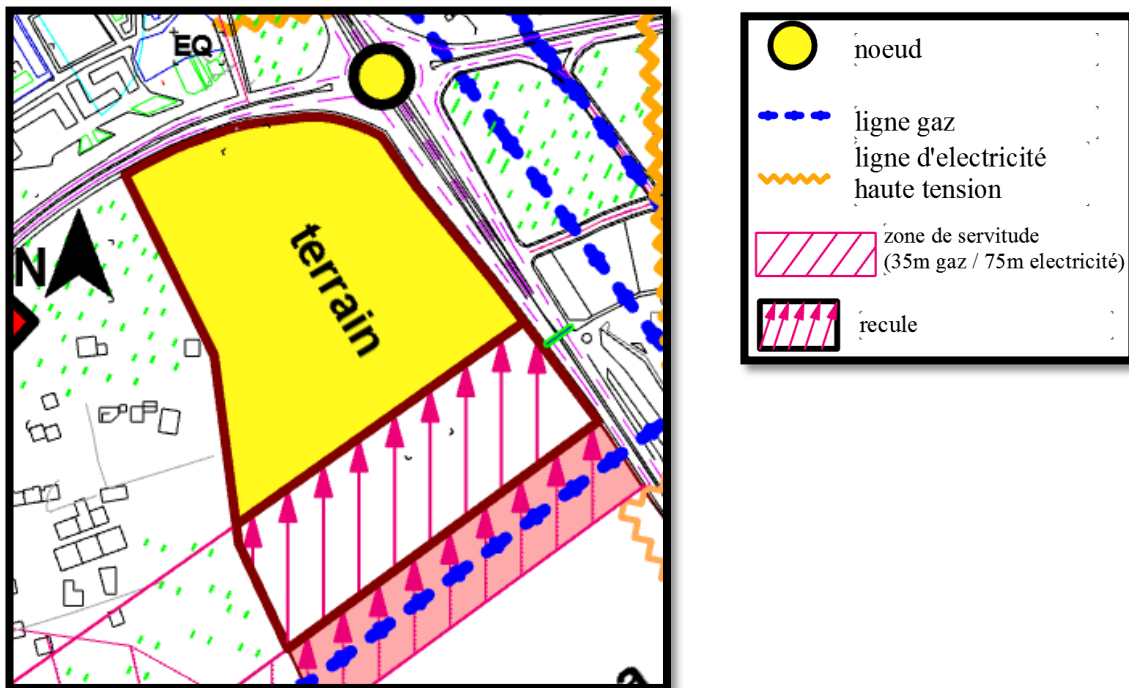 EQ
N
terrain
noeud
ligne gaz
ligne d'electricité
haute tension
zone de servitude
(35m gaz / 75m electricité)
recule